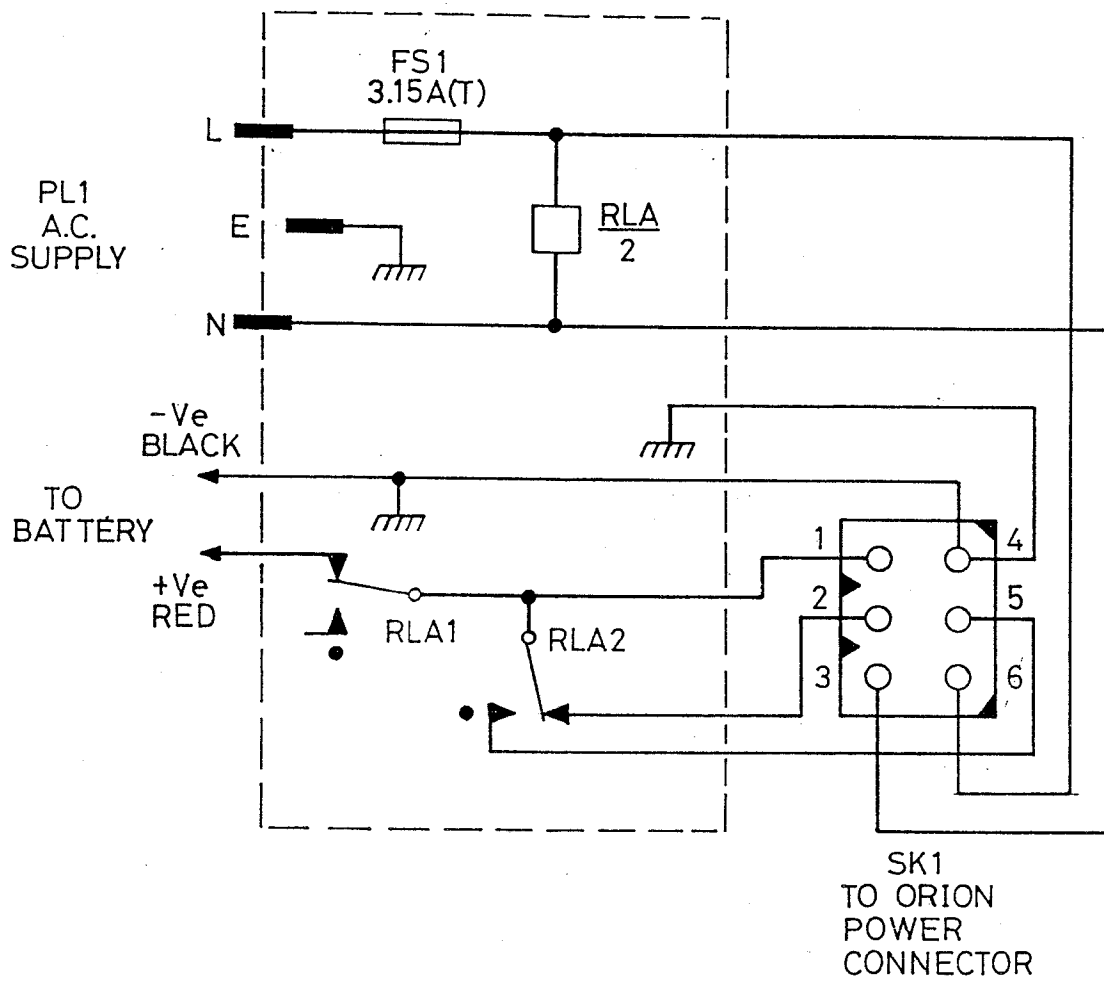 FS1
3.15A(T)
L
PL1
A.C.
SUPPLY
E
RLA
2
N
-Ve
BLACK
TO
BATTERY
+Ve
RED
RLA1
RLA2
1
4
2
5
3
6
SK1
TO ORION
POWER
CONNECTOR